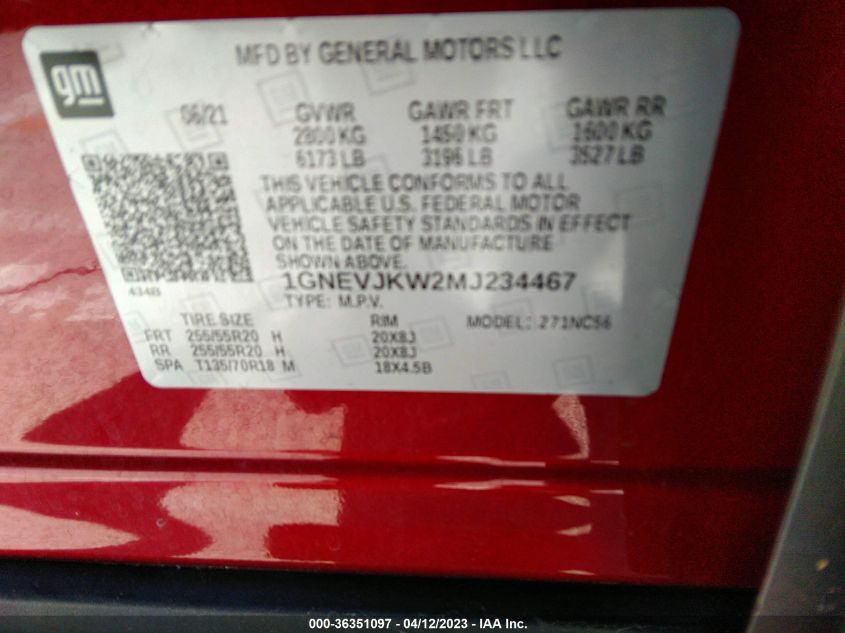 gm
MFD BY GENERAL MOTORS LLC
06/21 GVWR GAWR FRT GAWR RR
2800 KG 1450 KG 1600 KG
6173 LB 3196 LB 3527 LB
THIS VEHICLE CONFORMS TO ALL
APPLICABLE U.S. FEDERAL MOTOR
VEHICLE SAFETY STANDARDS IN EFFECT
ON THE DATE OF MANUFACTURE
SHOWN ABOVE.
434B
1GNEVJKW2MJ234467
TYPE: M.P.V.
TIRE SIZE RIM MODEL: 271NC56
FRT 255/55R20 H 20X8J
RR 255/55R20 H 20X8J
SPA T135/70R18 M 18X4.5B
000-36351097 - 04/12/2023 - IAA Inc.